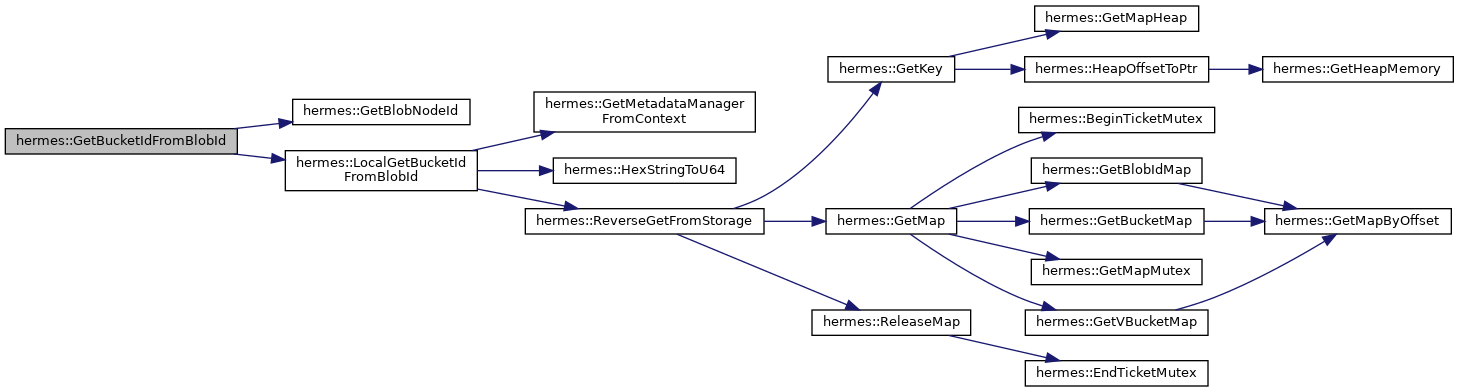 hermes::GetBucketIdFromBlobId
hermes::GetBlobNodeId
hermes::LocalGetBucketId
FromBlobId
hermes::GetMetadataManager
FromContext
hermes::HexStringToU64
hermes::ReverseGetFromStorage
hermes::GetKey
hermes::GetMap
hermes::ReleaseMap
hermes::GetMapHeap
hermes::HeapOffsetToPtr
hermes::BeginTicketMutex
hermes::GetBlobIdMap
hermes::GetBucketMap
hermes::GetMapMutex
hermes::GetVBucketMap
hermes::EndTicketMutex
hermes::GetHeapMemory
hermes::GetMapByOffset